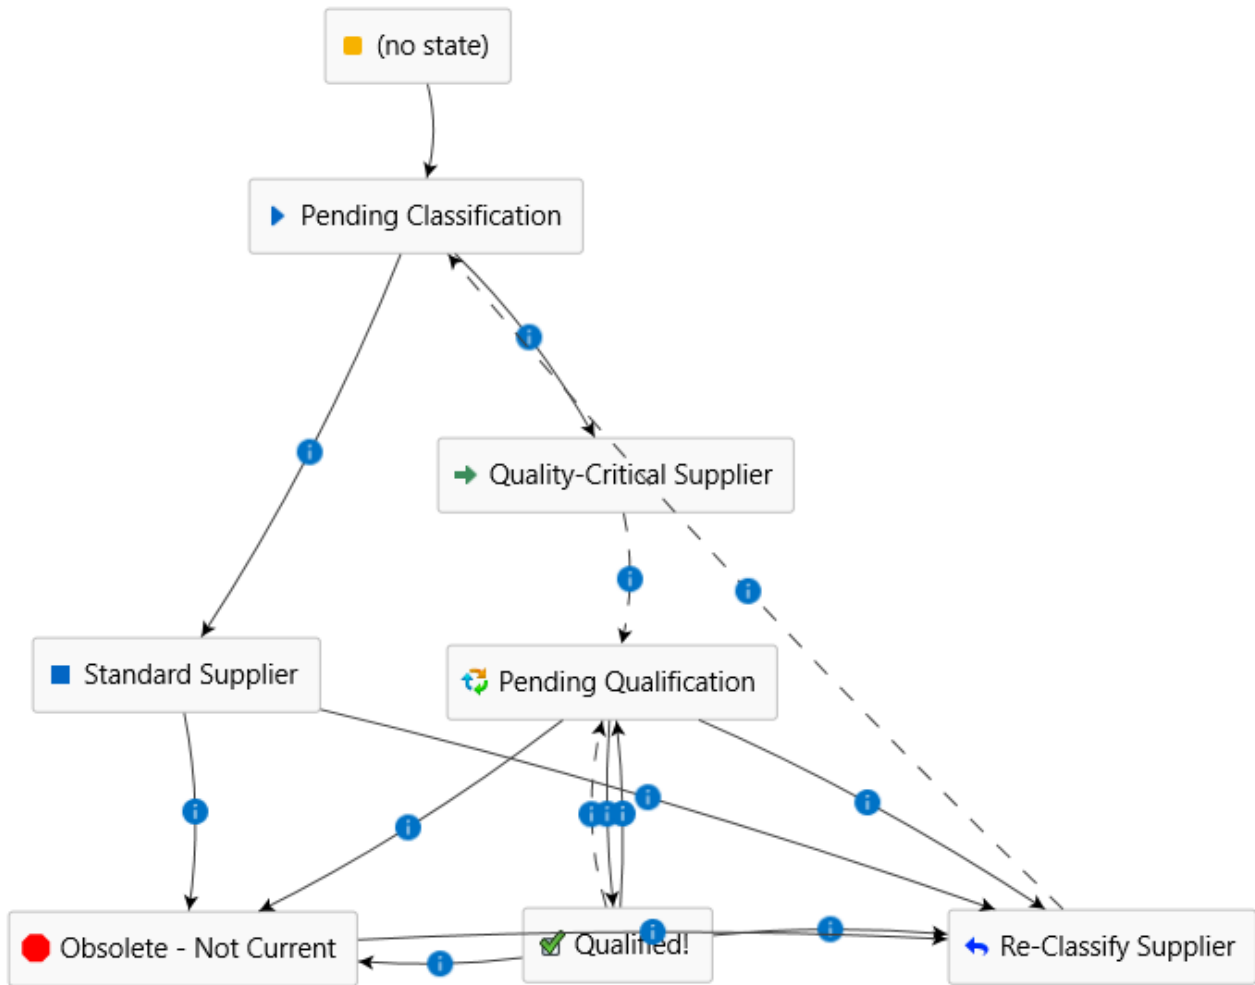 (no state)
Pending Classification
Quality-Critical Supplier
Standard Supplier
Pending Qualification
Obsolete - Not Current
Qualified!
Re-Classify Supplier